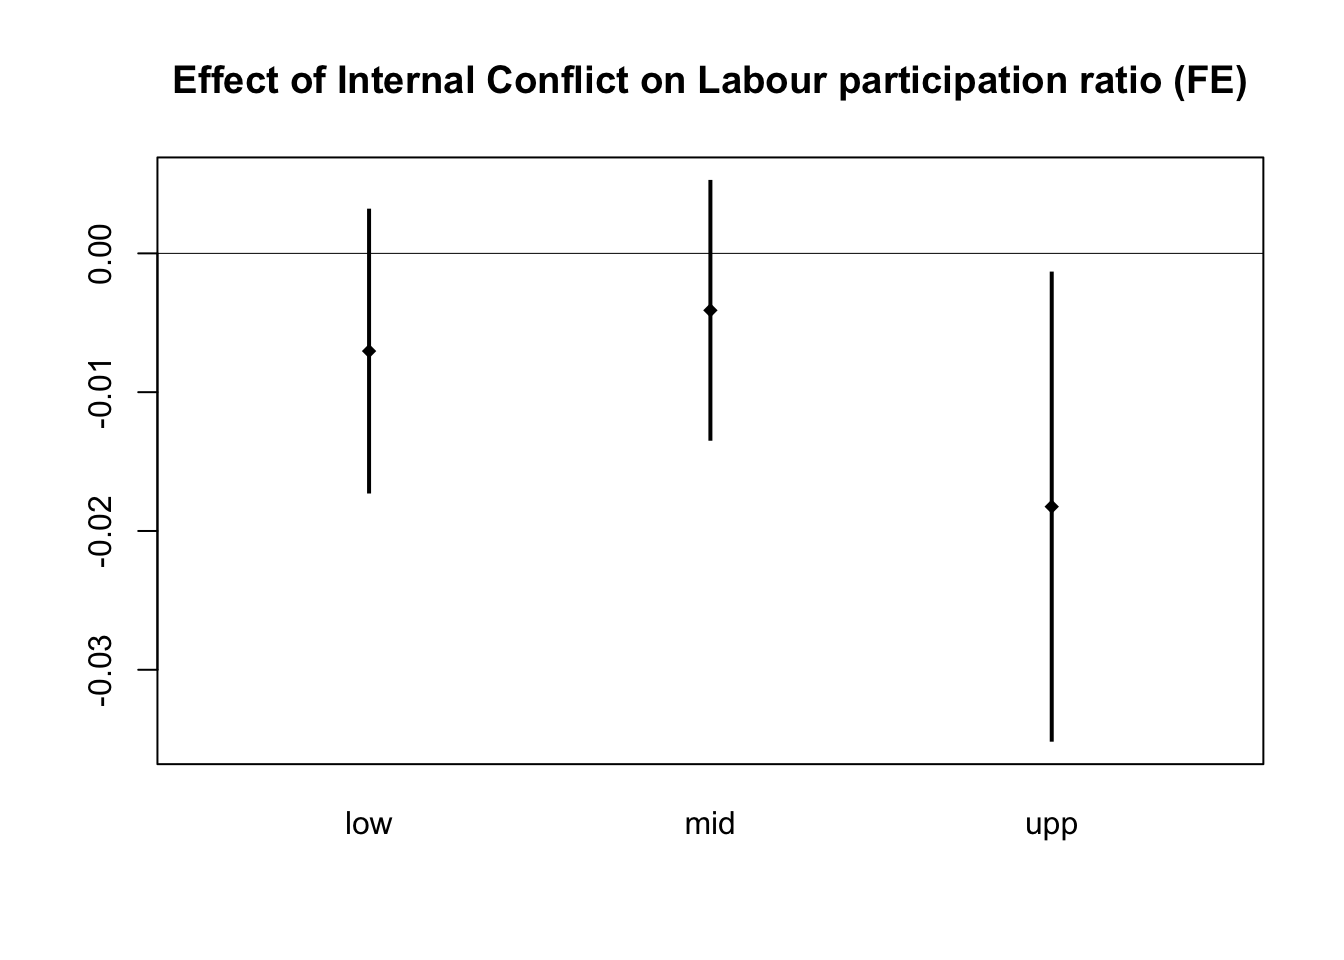 Effect of Internal Conflict on Labour participation ratio (FE)
0.00
-0.01
-0.02
-0.03
low mid upp